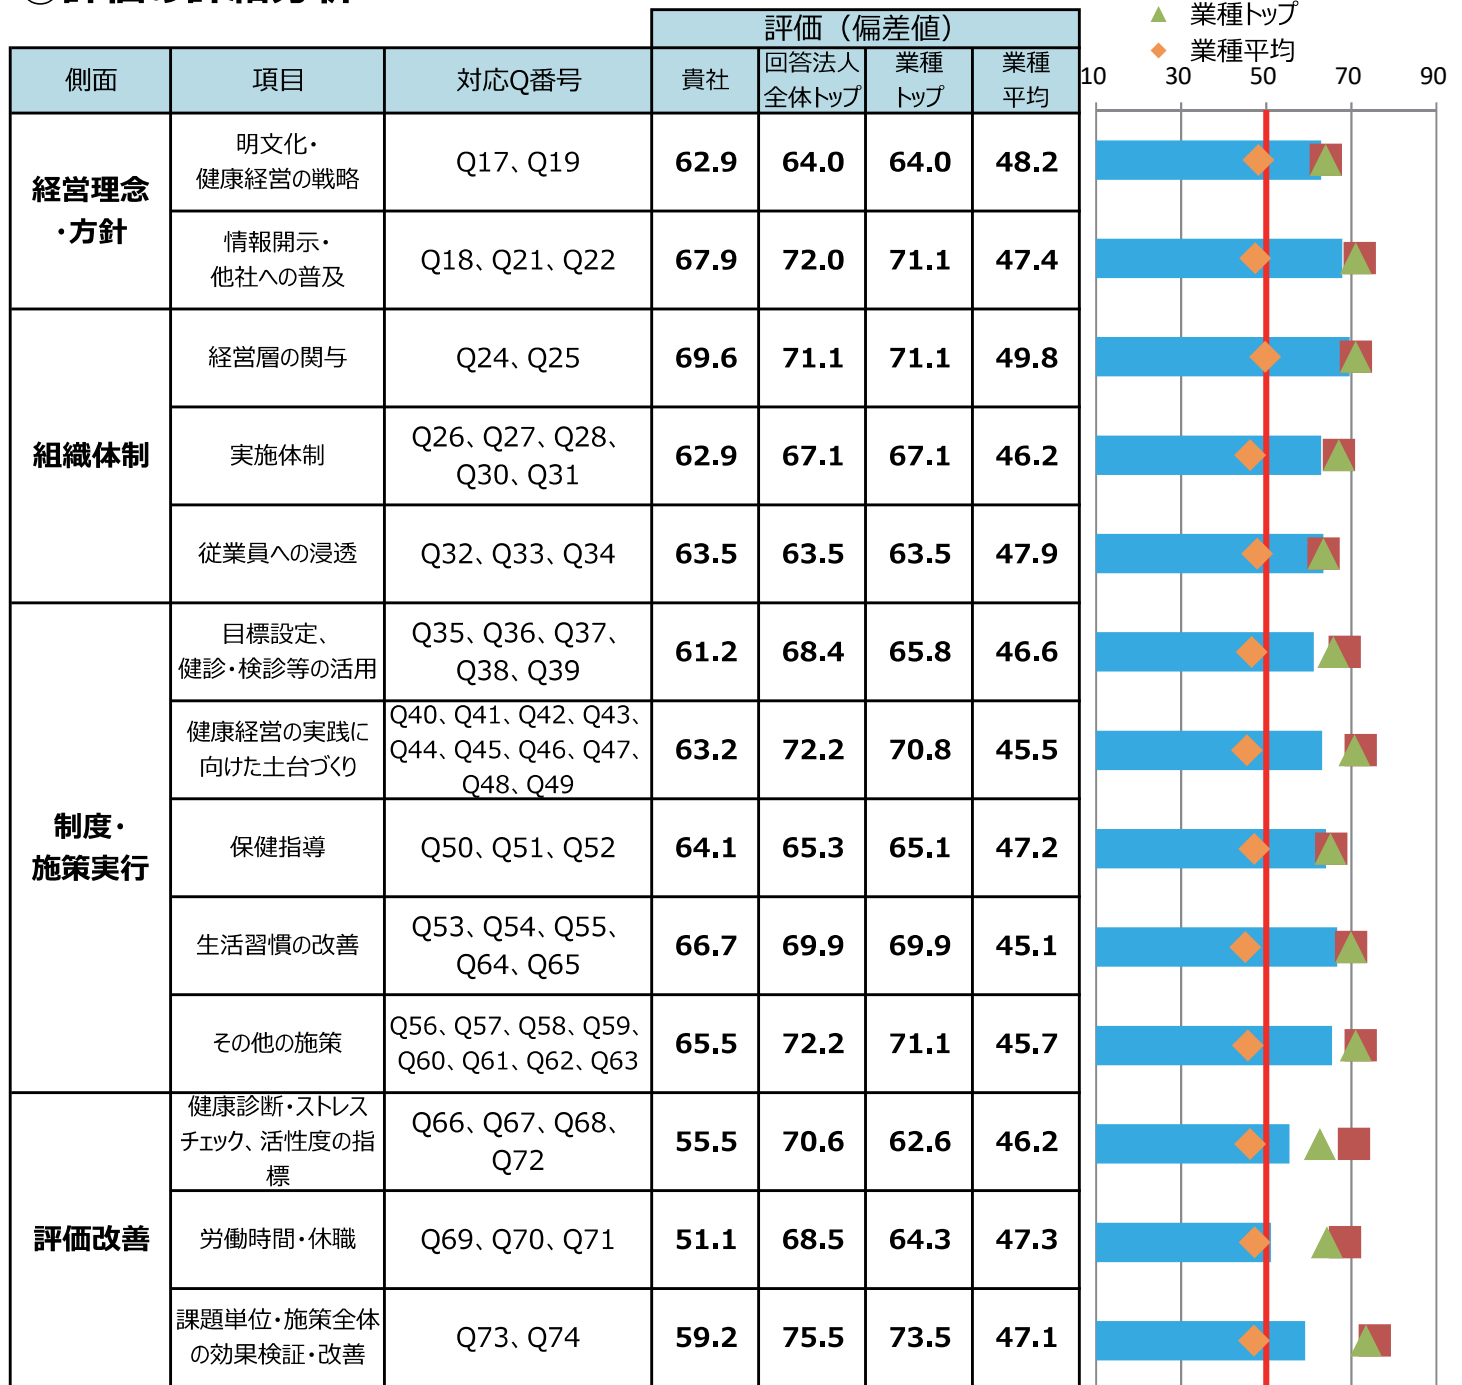 ▲ 業種トップ
◆ 業種平均
評価（偏差値）
側面 項目 対応Q番号 貴社 回答法人 業種 業種
全体トップ トップ 平均
10 30 50 70 90
経営理念
・方針
明文化・
健康経営の戦略
Q17、Q19 62.9 64.0 64.0 48.2
情報開示・
他社への普及
Q18、Q21、Q22 67.9 72.0 71.1 47.4
組織体制
経営層の関与 Q24、Q25 69.6 71.1 71.1 49.8
実施体制
Q26、Q27、Q28、
Q30、Q31
62.9 67.1 67.1 46.2
従業員への浸透 Q32、Q33、Q34 63.5 63.5 63.5 47.9
制度・
施策実行
目標設定、
健診・検診等の活用
Q35、Q36、Q37、
Q38、Q39
61.2 68.4 65.8 46.6
健康経営の実践に
向けた土台づくり
Q40、Q41、Q42、Q43、
Q44、Q45、Q46、Q47、
Q48、Q49
63.2 72.2 70.8 45.5
保健指導 Q50、Q51、Q52 64.1 65.3 65.1 47.2
生活習慣の改善
Q53、Q54、Q55、
Q64、Q65
66.7 69.9 69.9 45.1
その他の施策
Q56、Q57、Q58、Q59、
Q60、Q61、Q62、Q63
65.5 72.2 71.1 45.7
評価改善
健康診断・ストレス
チェック、活性度の指
標
Q66、Q67、Q68、
Q72
55.5 70.6 62.6 46.2
労働時間・休職 Q69、Q70、Q71 51.1 68.5 64.3 47.3
課題単位・施策全体
の効果検証・改善
Q73、Q74 59.2 75.5 73.5 47.1